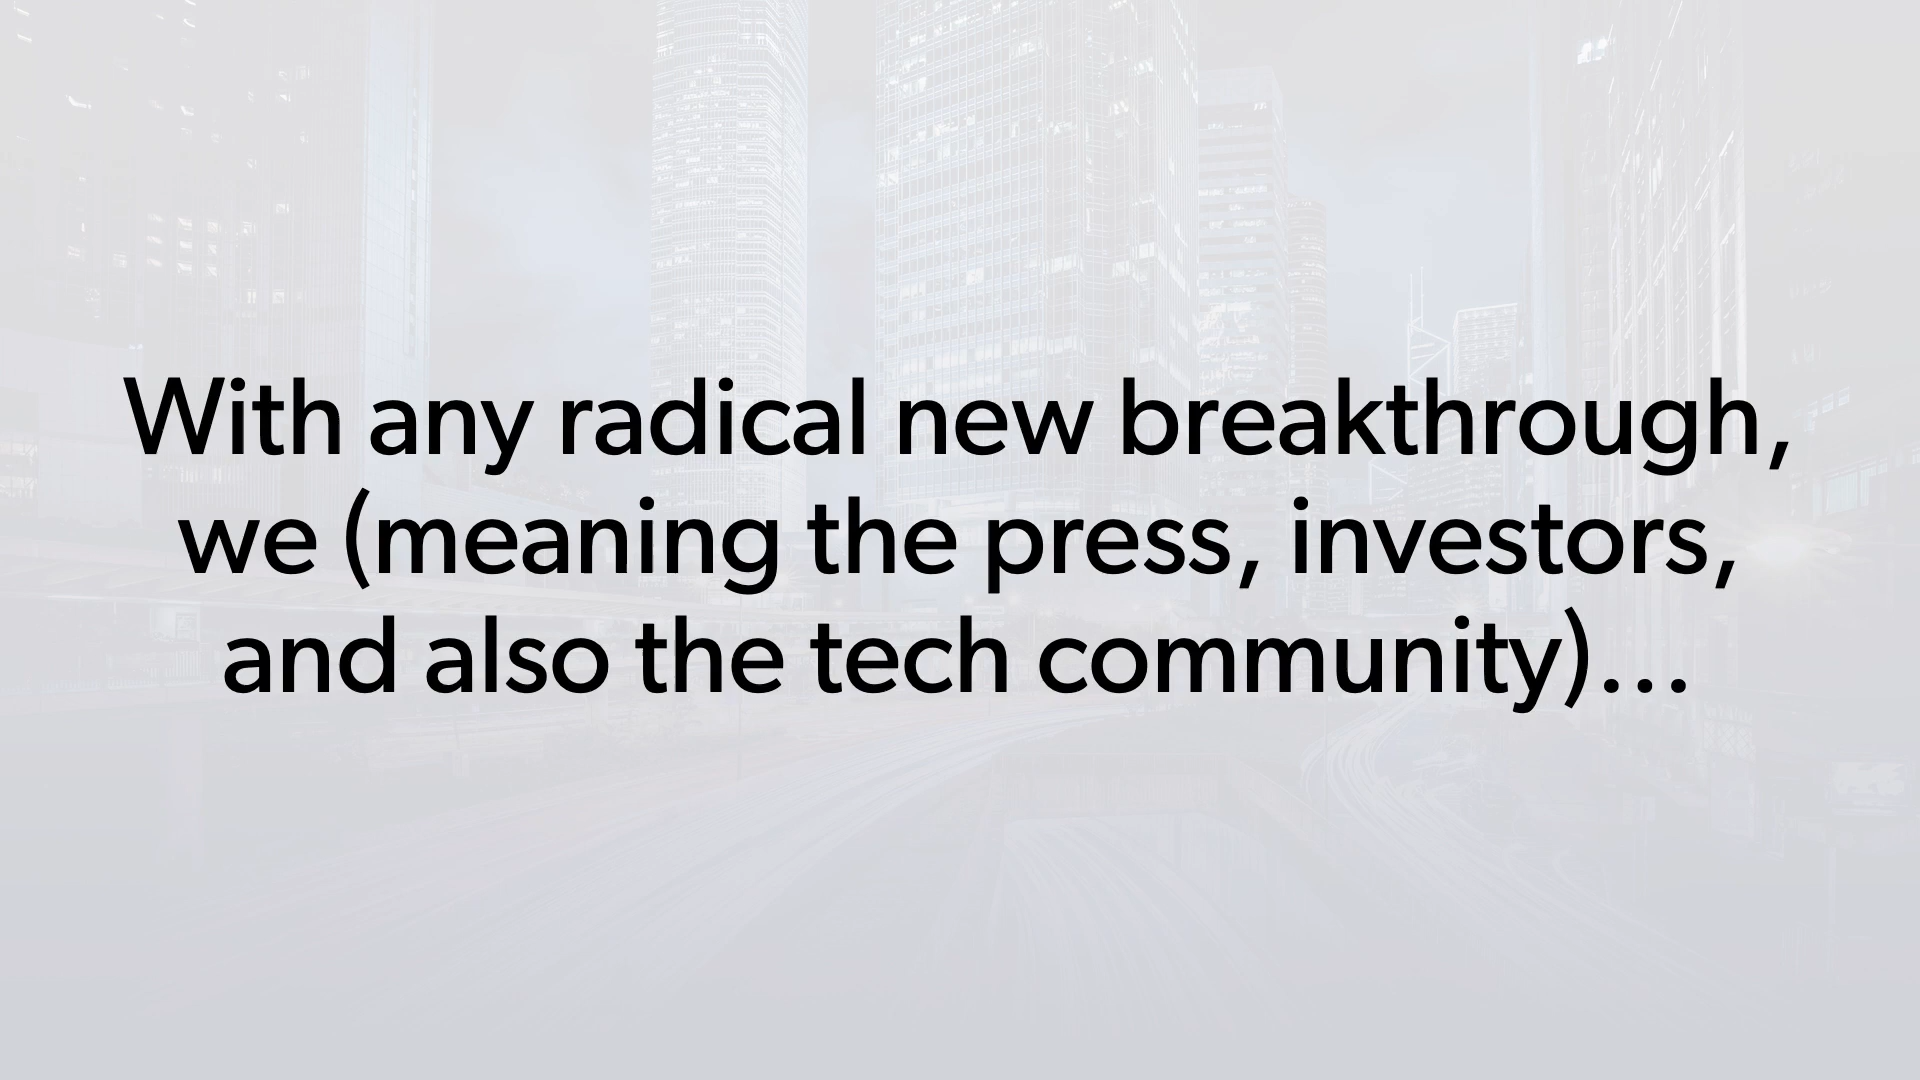 With any radical new breakthrough,
we (meaning the press, investors,
and also the tech community)…